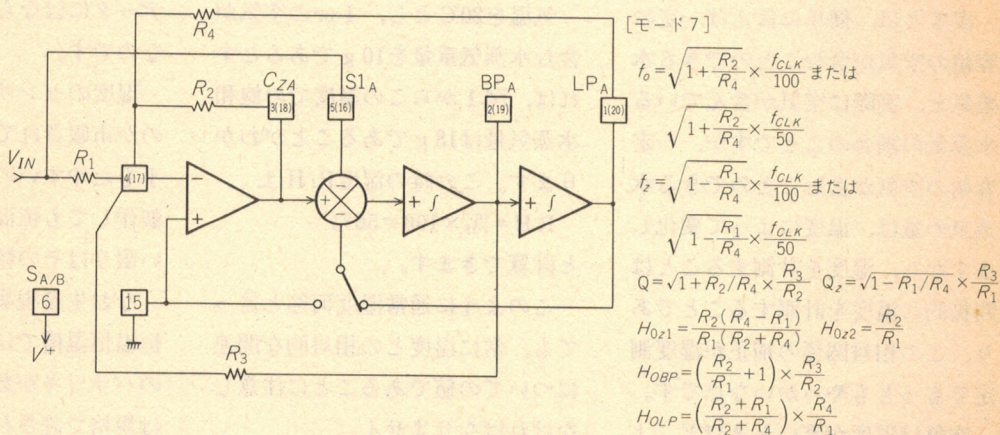 R4
R2
CZA
3(18)
S1A
5(16)
BPA
2(19)
LPA
1(20)
VIN
R1
4(17)
−
+
+
−
+ ∫
+ ∫
SA/B
6
V+
15
R3
[モード7]
fo=√1+R2/R4×fCLK/100 または
√1+R2/R4×fCLK/50
fz=√1-R1/R4×fCLK/100 または
√1-R1/R4×fCLK/50
Q=√1+R2/R4×R3/R2 Qz=√1-R1/R4×R3/R1
H0z1=R2(R4-R1)/R1(R2+R4) H0z2=R2/R1
HOBP=(R2/R1+1)×R3/R2
HOLP=(R2+R1/R2+R4)×R4/R1